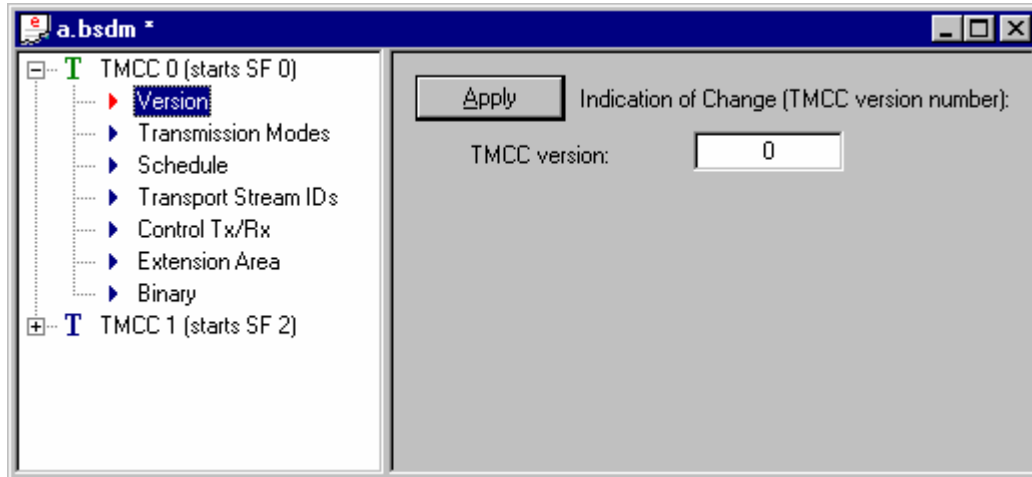 a.bsdm *
TMCC 0 (starts SF 0)
Version
Transmission Modes
Schedule
Transport Stream IDs
Control Tx/Rx
Extension Area
Binary
TMCC 1 (starts SF 2)
Apply Indication of Change (TMCC version number):
TMCC version: 0